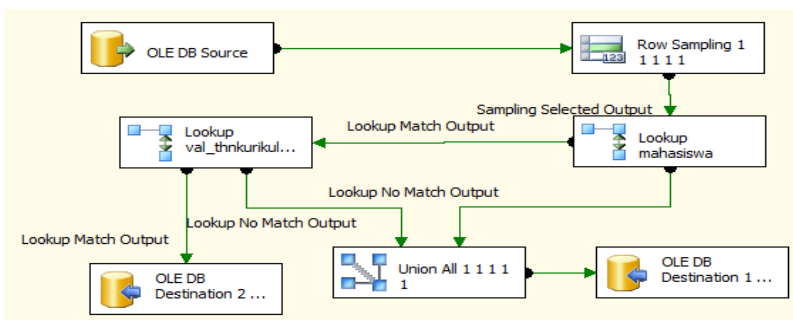 OLE DB Source
Row Sampling 1
1 1 1 1
123
Sampling Selected Output
Lookup Match Output
Lookup
val_thnkurikul...
Lookup
mahasiswa
Lookup No Match Output
Lookup No Match Output
Lookup Match Output
OLE DB
Destination 2 ...
Union All 1 1 1 1
1
OLE DB
Destination 1 ...